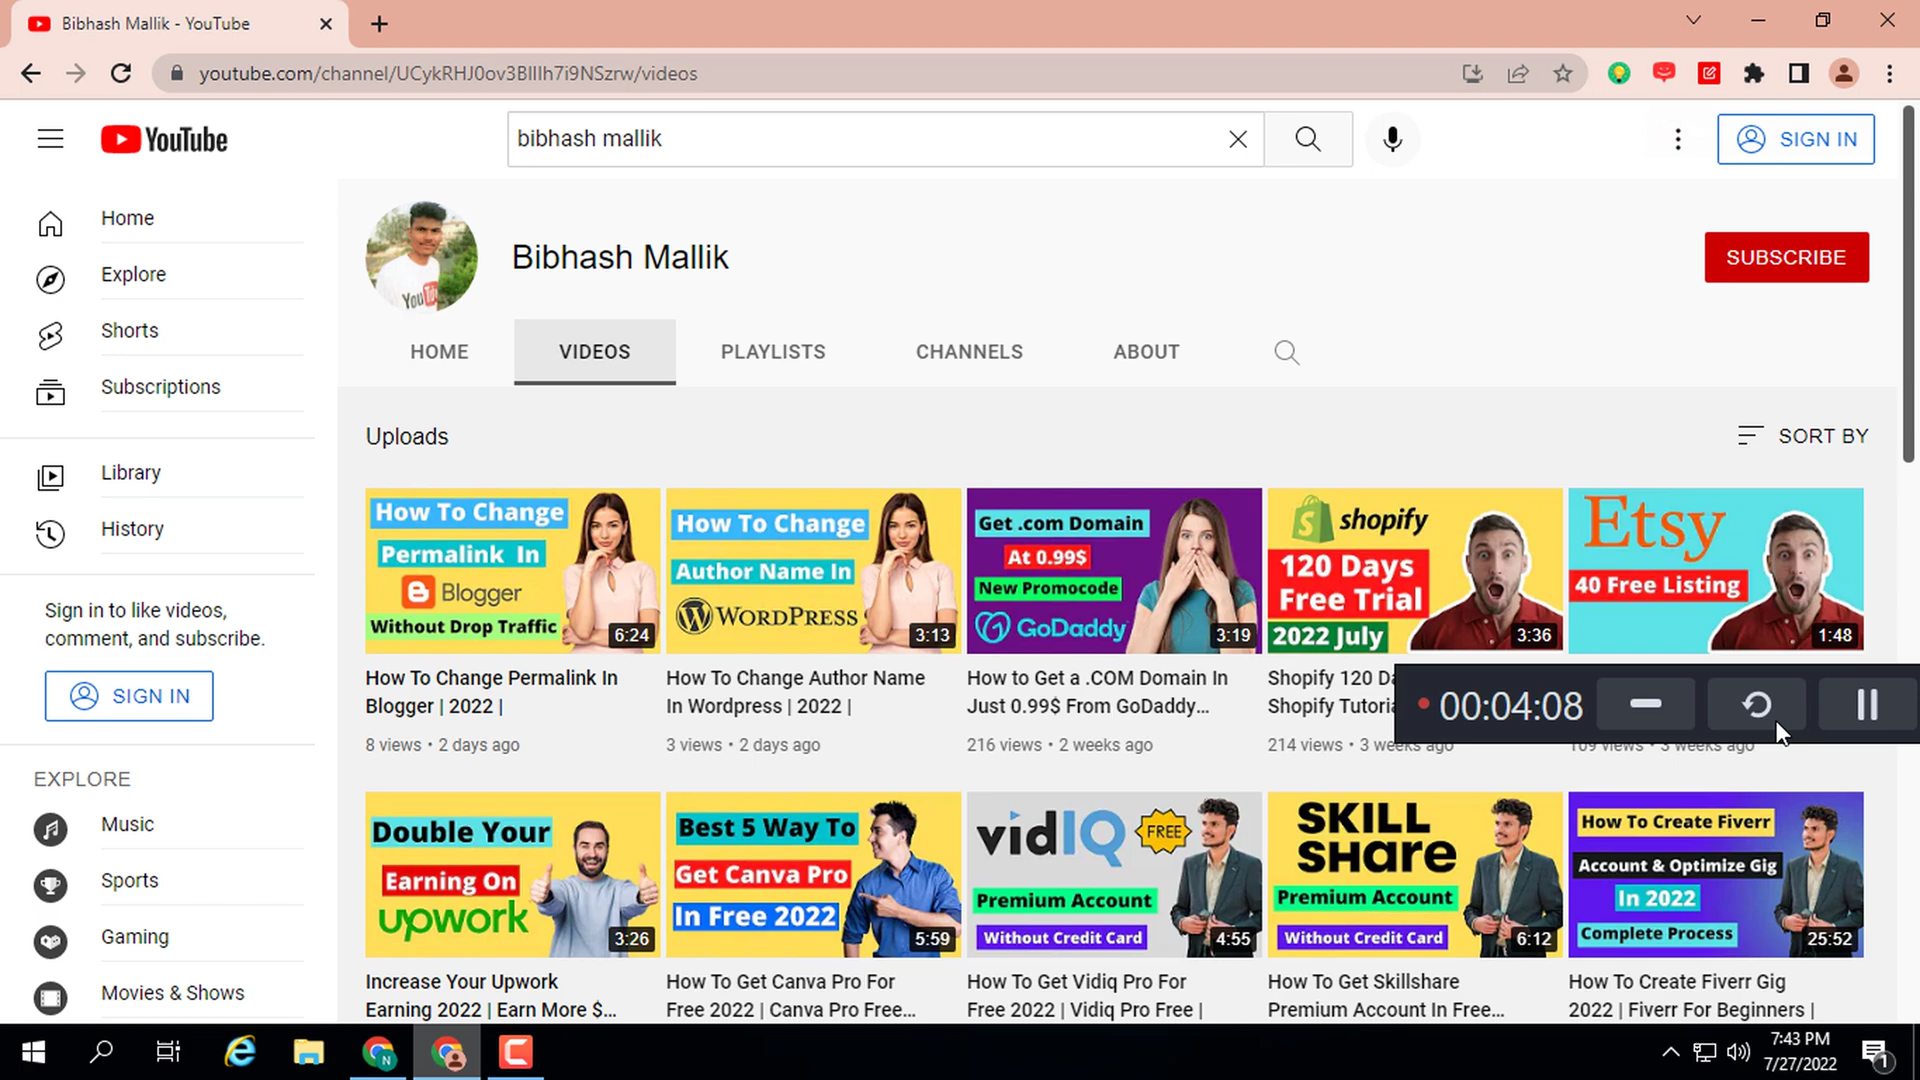 Bibhash Mallik - YouTube
youtube.com/channel/UCykRHJ0ov3BIIlh7i9NSzrw/videos
YouTube
bibhash mallik
SIGN IN
Home
Explore
Shorts
Subscriptions
Library
History
Sign in to like videos,
comment, and subscribe.
SIGN IN
EXPLORE
Music
Sports
Gaming
Movies & Shows
Bibhash Mallik
SUBSCRIBE
HOME
VIDEOS
PLAYLISTS
CHANNELS
ABOUT
Uploads
SORT BY
How To Change
Permalink In
Blogger
Without Drop Traffic
6:24
How To Change Permalink In
Blogger | 2022 |
8 views • 2 days ago
How To Change
Author Name In
WORDPRESS
3:13
How To Change Author Name
In Wordpress | 2022 |
3 views • 2 days ago
Get .com Domain
At 0.99$
New Promocode
GoDaddy
3:19
How to Get a .COM Domain In
Just 0.99$ From GoDaddy...
216 views • 2 weeks ago
shopify
120 Days
Free Trial
2022 July
3:36
Shopify 120 Da
Shopify Tutoria
214 views • 3 weeks ago
Etsy
40 Free Listing
1:48
109 views • 3 weeks ago
00:04:08
Double Your
Earning On
upwork
3:26
Increase Your Upwork
Earning 2022 | Earn More $...
Best 5 Way To
Get Canva Pro
In Free 2022
5:59
How To Get Canva Pro For
Free 2022 | Canva Pro Free...
vidIQ
FREE
Premium Account
Without Credit Card
4:55
How To Get Vidiq Pro For
Free 2022 | Vidiq Pro Free |
SKILL
SHARE
Premium Account
Without Credit Card
6:12
How To Get Skillshare
Premium Account In Free...
How To Create Fiverr
Account & Optimize Gig
In 2022
Complete Process
25:52
How To Create Fiverr Gig
2022 | Fiverr For Beginners |
N
7:43 PM
7/27/2022
1